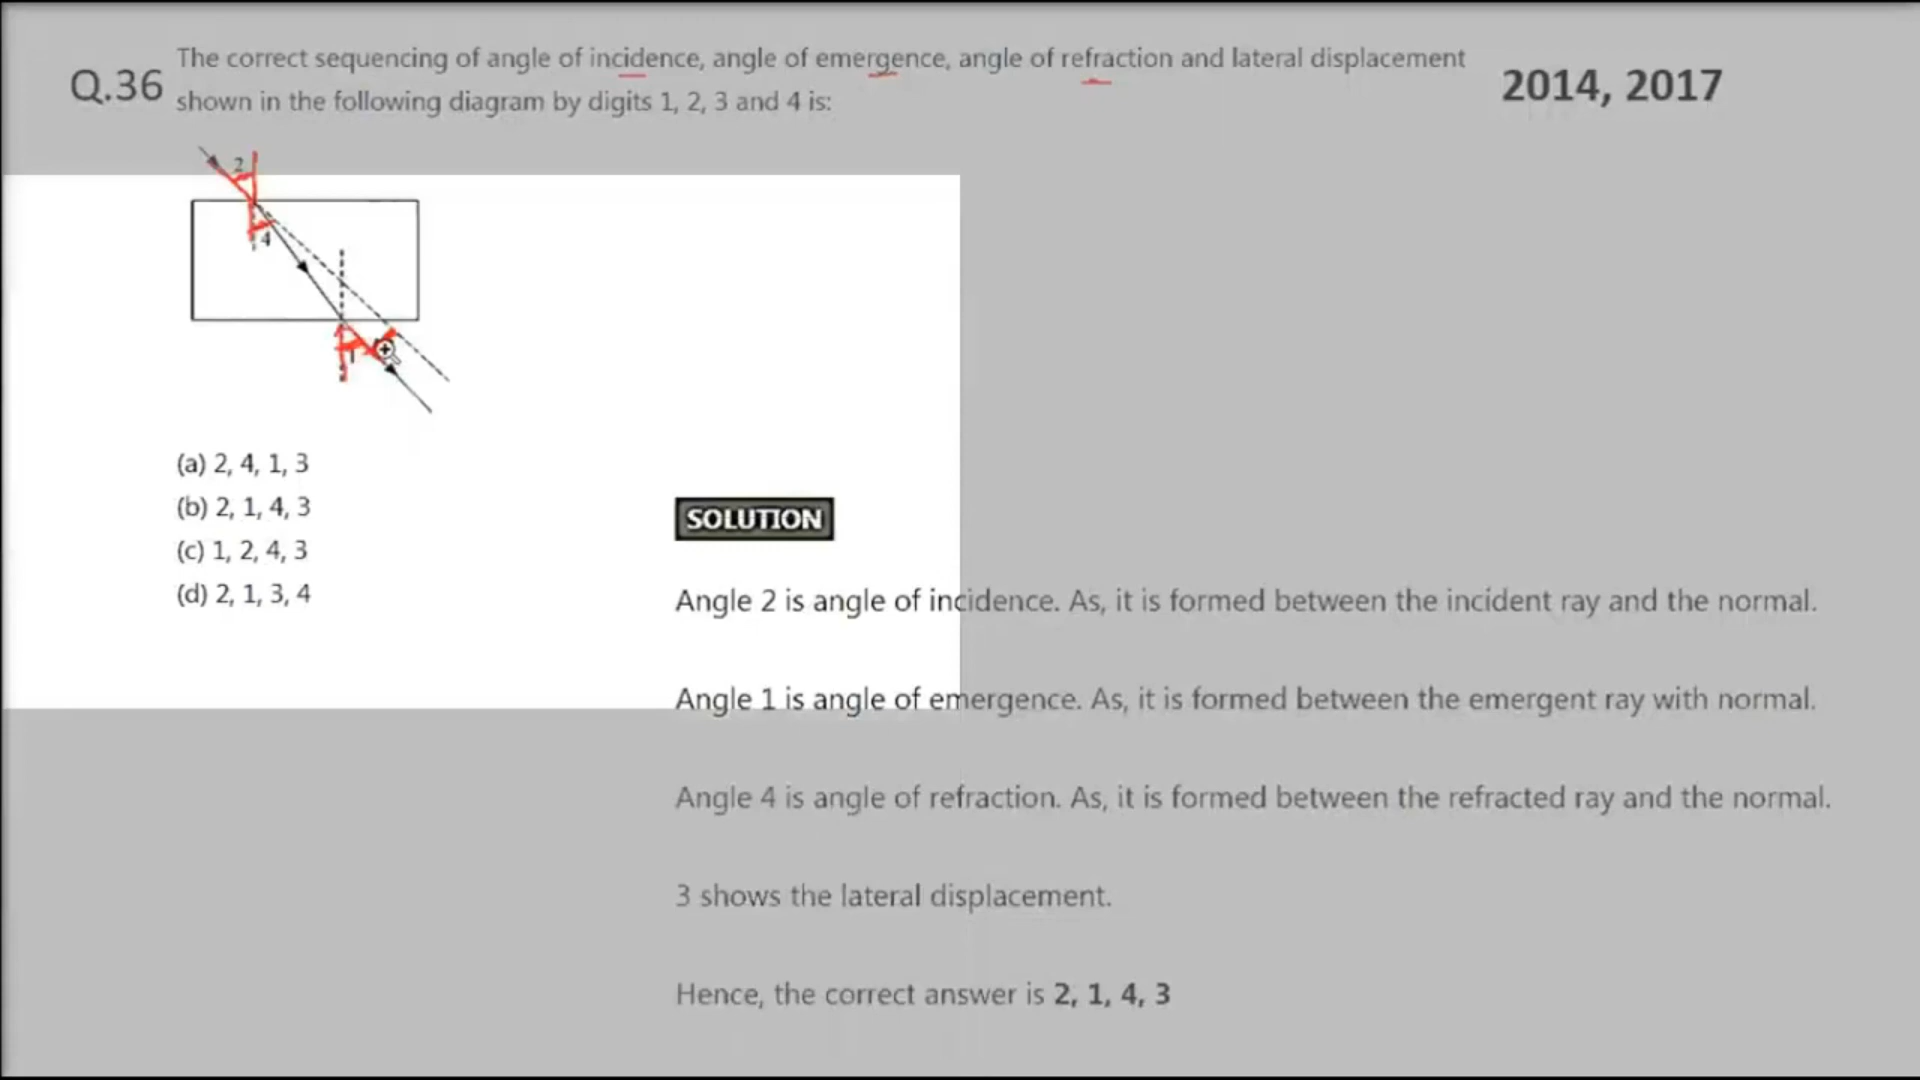 Q.36
The correct sequencing of angle of incidence, angle of emergence, angle of refraction and lateral displacement
shown in the following diagram by digits 1, 2, 3 and 4 is:
2014, 2017
2
4
1
(a) 2, 4, 1, 3
(b) 2, 1, 4, 3
(c) 1, 2, 4, 3
(d) 2, 1, 3, 4
SOLUTION
Angle 2 is angle of incidence. As, it is formed between the incident ray and the normal.
Angle 1 is angle of emergence. As, it is formed between the emergent ray with normal.
Angle 4 is angle of refraction. As, it is formed between the refracted ray and the normal.
3 shows the lateral displacement.
Hence, the correct answer is 2, 1, 4, 3